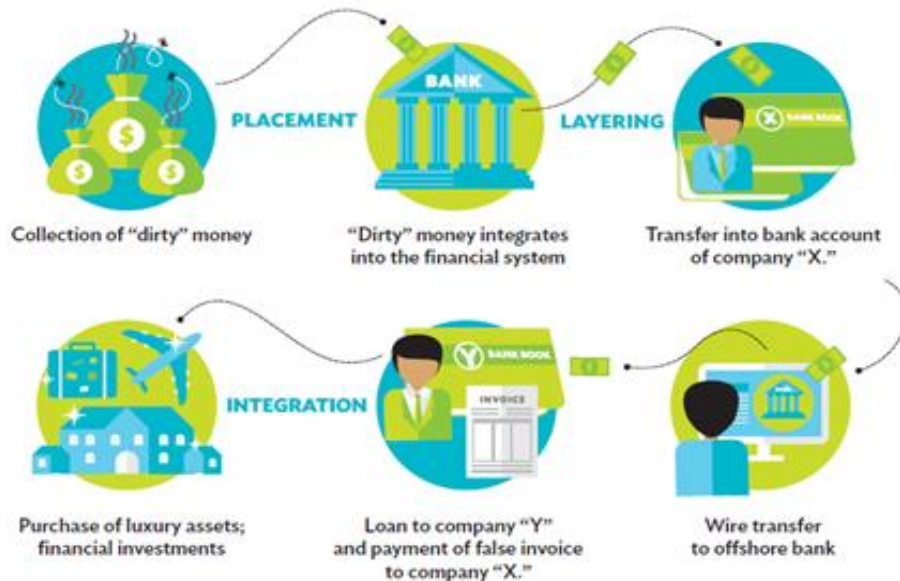 BANK
PLACEMENT
LAYERING
X BANK BOOK
Collection of “dirty” money
“Dirty” money integrates
into the financial system
Transfer into bank account
of company “X.”
INTEGRATION
Y BANK BOOK
INVOICE
Purchase of luxury assets;
financial investments
Loan to company “Y”
and payment of false invoice
to company “X.”
Wire transfer
to offshore bank